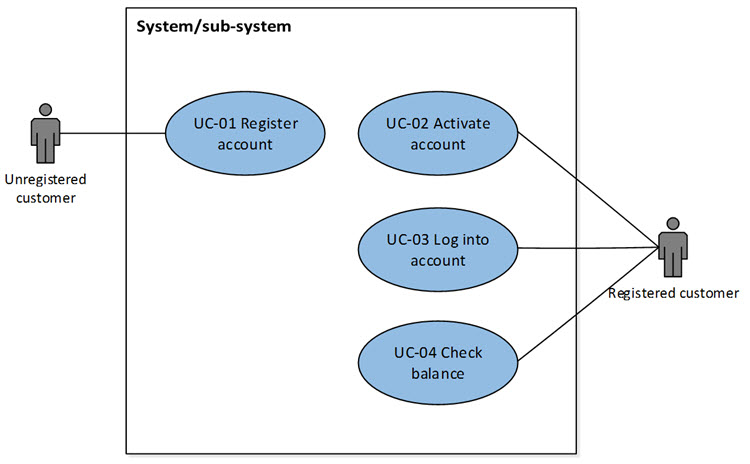 System/sub-system
UC-01 Register
account
UC-02 Activate
account
Unregistered
customer
UC-03 Log into
account
Registered customer
UC-04 Check
balance